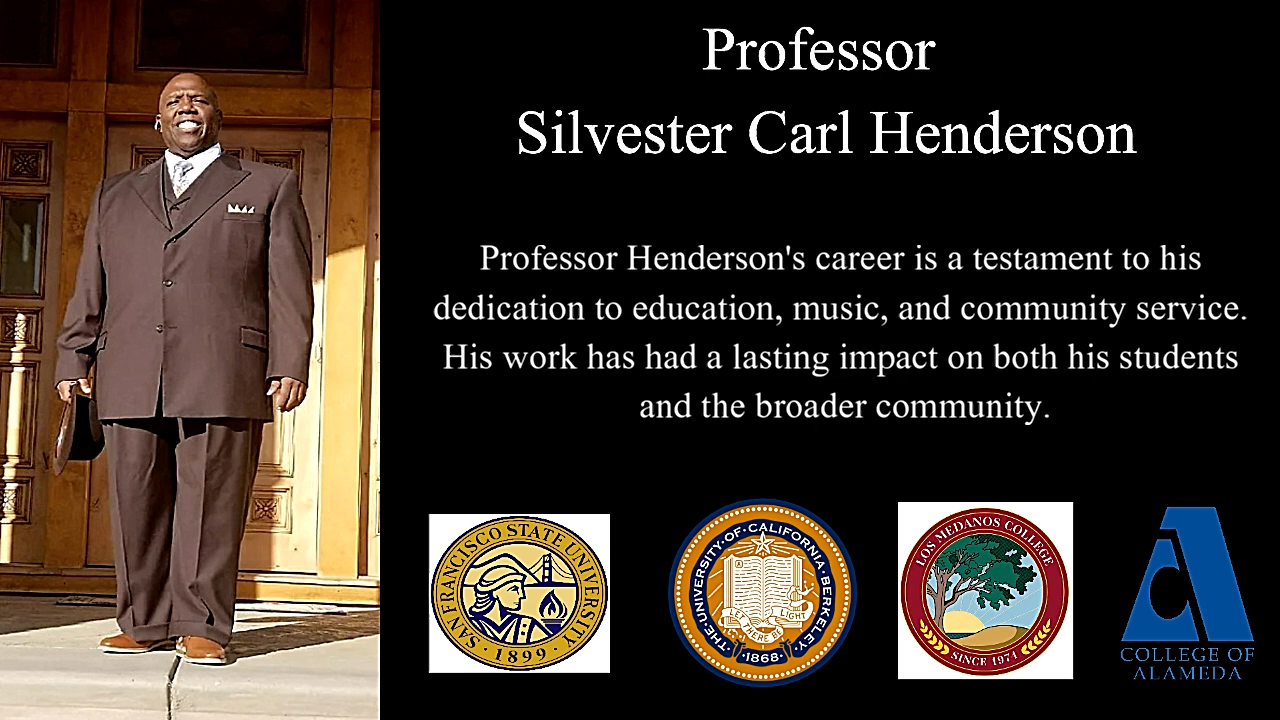 Professor
Silvester Carl Henderson
Professor Henderson's career is a testament to his
dedication to education, music, and community service.
His work has had a lasting impact on both his students
and the broader community.
SAN FRANCISCO STATE UNIVERSITY
· 1899 ·
·THE·UNIVERSITY·OF·CALIFORNIA·BERKELEY·
LET THERE BE LIGHT
·1868·
LOS MEDANOS COLLEGE
SINCE 1974
COLLEGE OF
ALAMEDA